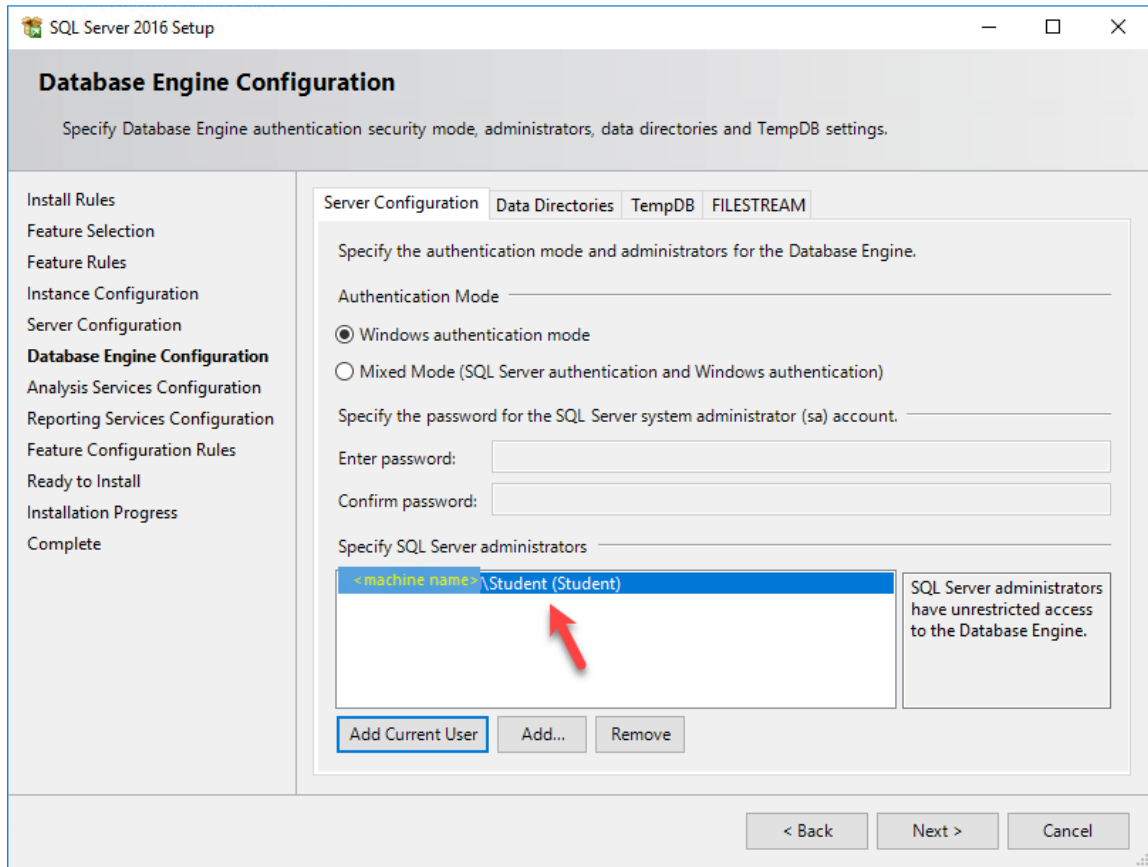 SQL Server 2016 Setup
Database Engine Configuration
Specify Database Engine authentication security mode, administrators, data directories and TempDB settings.
Install Rules
Feature Selection
Feature Rules
Instance Configuration
Server Configuration
Database Engine Configuration
Analysis Services Configuration
Reporting Services Configuration
Feature Configuration Rules
Ready to Install
Installation Progress
Complete
Server Configuration Data Directories TempDB FILESTREAM
Specify the authentication mode and administrators for the Database Engine.
Authentication Mode
Windows authentication mode
Mixed Mode (SQL Server authentication and Windows authentication)
Specify the password for the SQL Server system administrator (sa) account.
Enter password:
Confirm password:
Specify SQL Server administrators
<machine name>\Student (Student)
SQL Server administrators
have unrestricted access
to the Database Engine.
Add Current User Add... Remove
< Back Next > Cancel